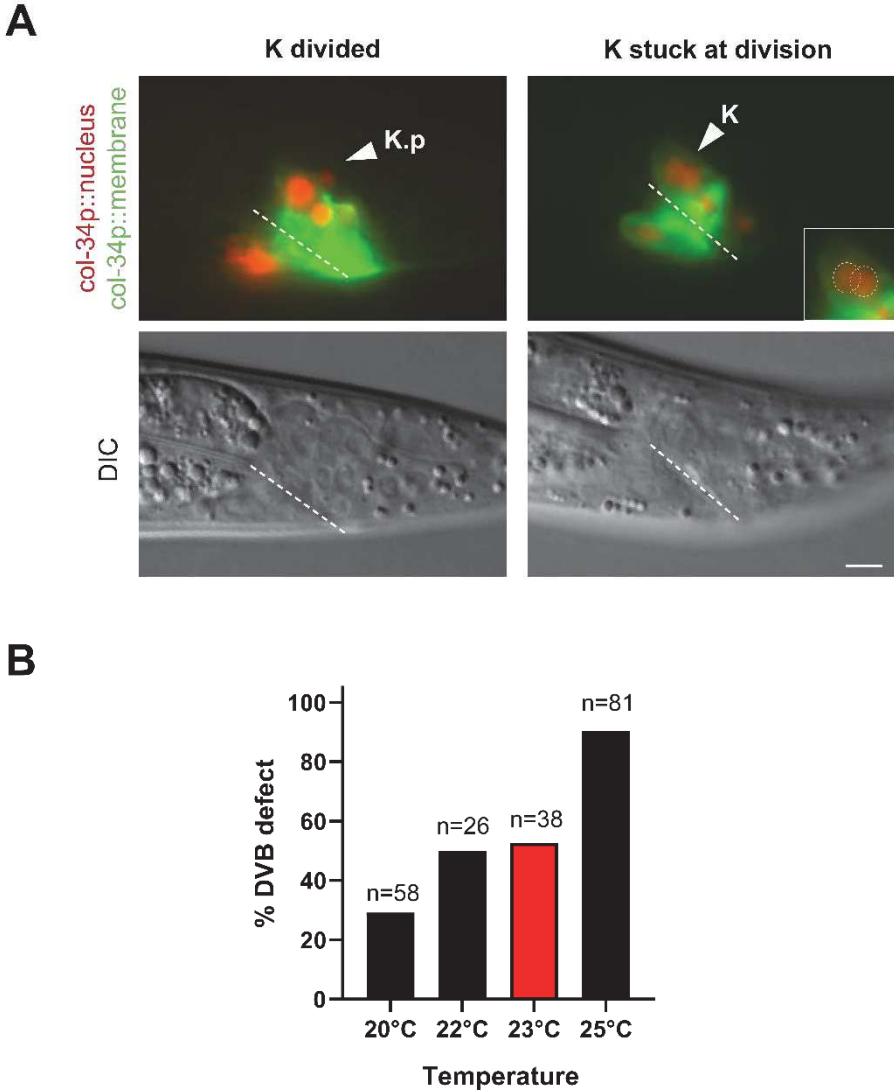 A
K divided
K stuck at division
col-34p::nucleus
col-34p::membrane
K.p
K
DIC
B
% DVB defect
100
80
60
40
20
0
n=58
n=26
n=38
n=81
20°C
22°C
23°C
25°C
Temperature